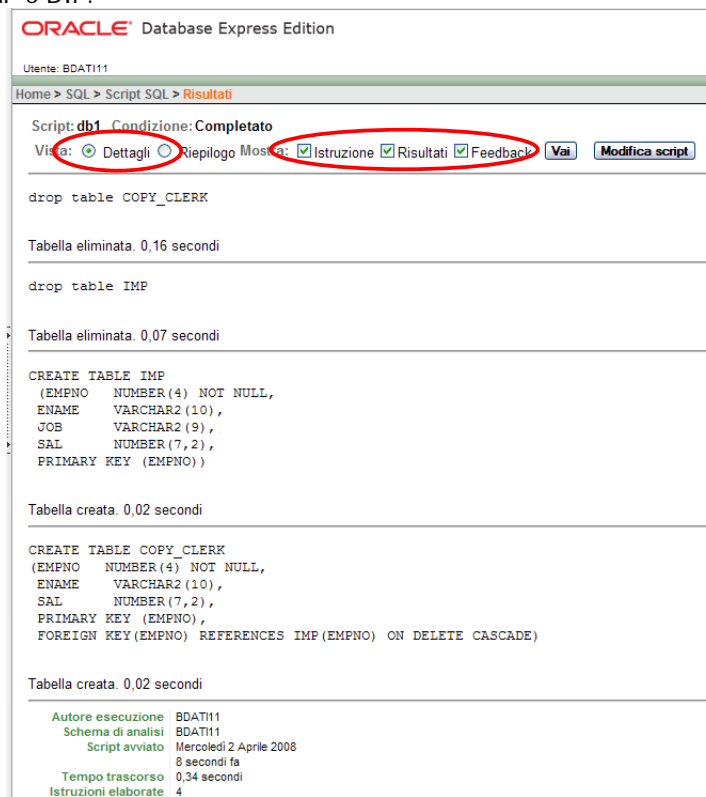 ORACLE Database Express Edition
Utente: BDATI11
Home > SQL > Script SQL > Risultati
Script: db1 Condizione: Completato
Vista: Dettagli Riepilogo Mostra: Istruzione Risultati Feedback Vai Modifica script
drop table COPY_CLERK
Tabella eliminata. 0,16 secondi
drop table IMP
Tabella eliminata. 0,07 secondi
CREATE TABLE IMP
(EMPNO NUMBER(4) NOT NULL,
ENAME VARCHAR2(10),
JOB VARCHAR2(9),
SAL NUMBER(7,2),
PRIMARY KEY (EMPNO))
Tabella creata. 0,02 secondi
CREATE TABLE COPY_CLERK
(EMPNO NUMBER(4) NOT NULL,
ENAME VARCHAR2(10),
SAL NUMBER(7,2),
PRIMARY KEY (EMPNO),
FOREIGN KEY(EMPNO) REFERENCES IMP(EMPNO) ON DELETE CASCADE)
Tabella creata. 0,02 secondi
Autore esecuzione BDATI11
Schema di analisi BDATI11
Script avviato Mercoledì 2 Aprile 2008
8 secondi fa
Tempo trascorso 0,34 secondi
Istruzioni elaborate 4